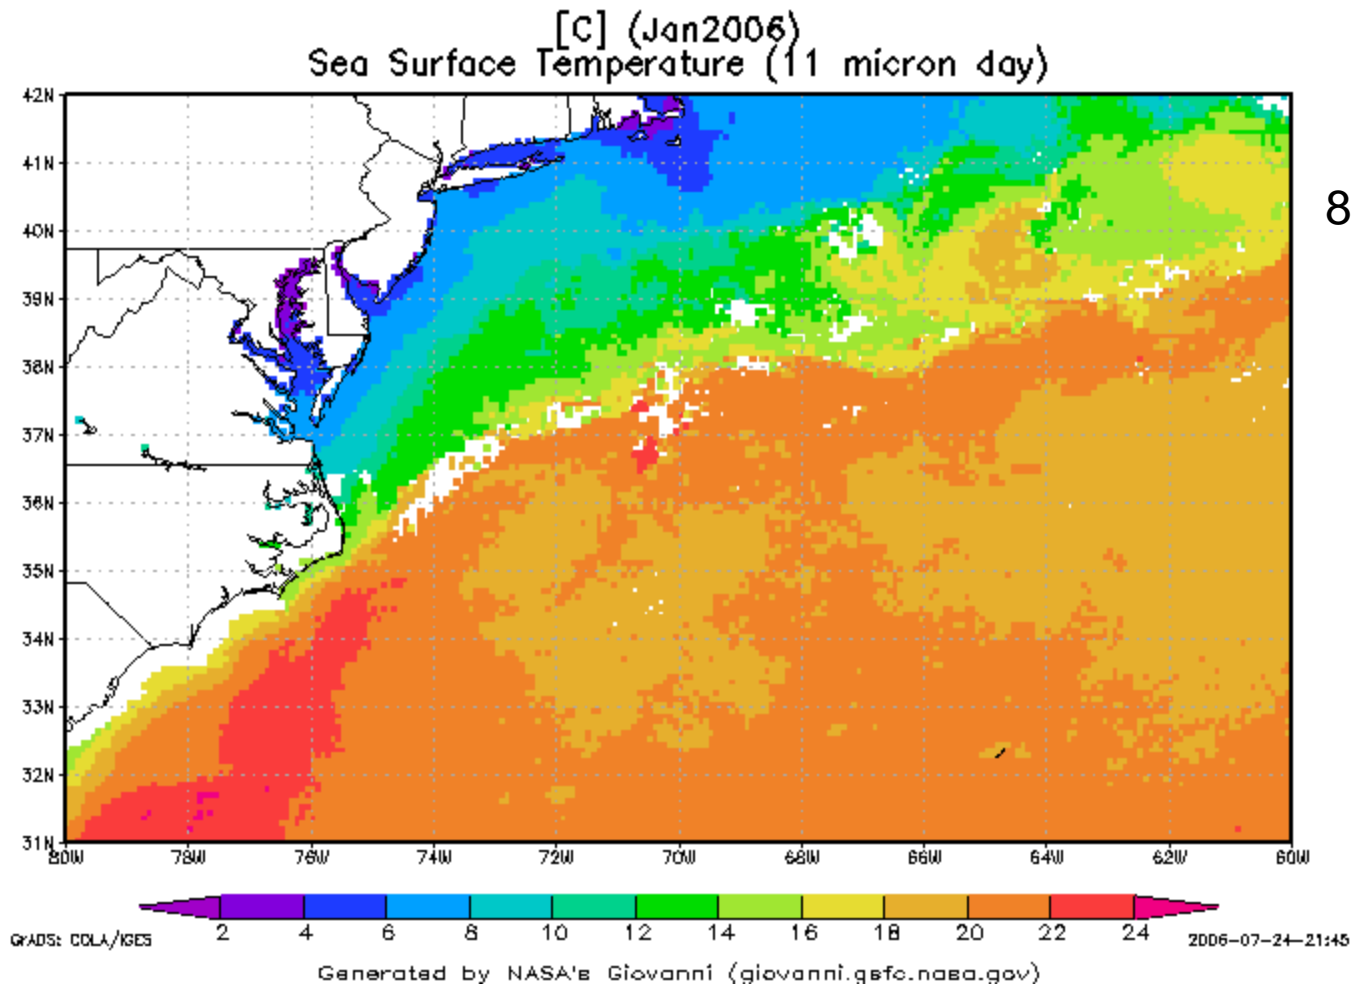 [C] (Jan2006)
Sea Surface Temperature (11 micron day)
42N
41N
40N
39N
38N
37N
36N
35N
34N
33N
32N
31N
8
80W 78W 76W 74W 72W 70W 68W 66W 64W 62W 60W
2 4 6 8 10 12 14 16 18 20 22 24
GrADS: COLA/IGES
2006-07-24-21:45
Generated by NASA's Giovanni (giovanni.gsfc.nasa.gov)